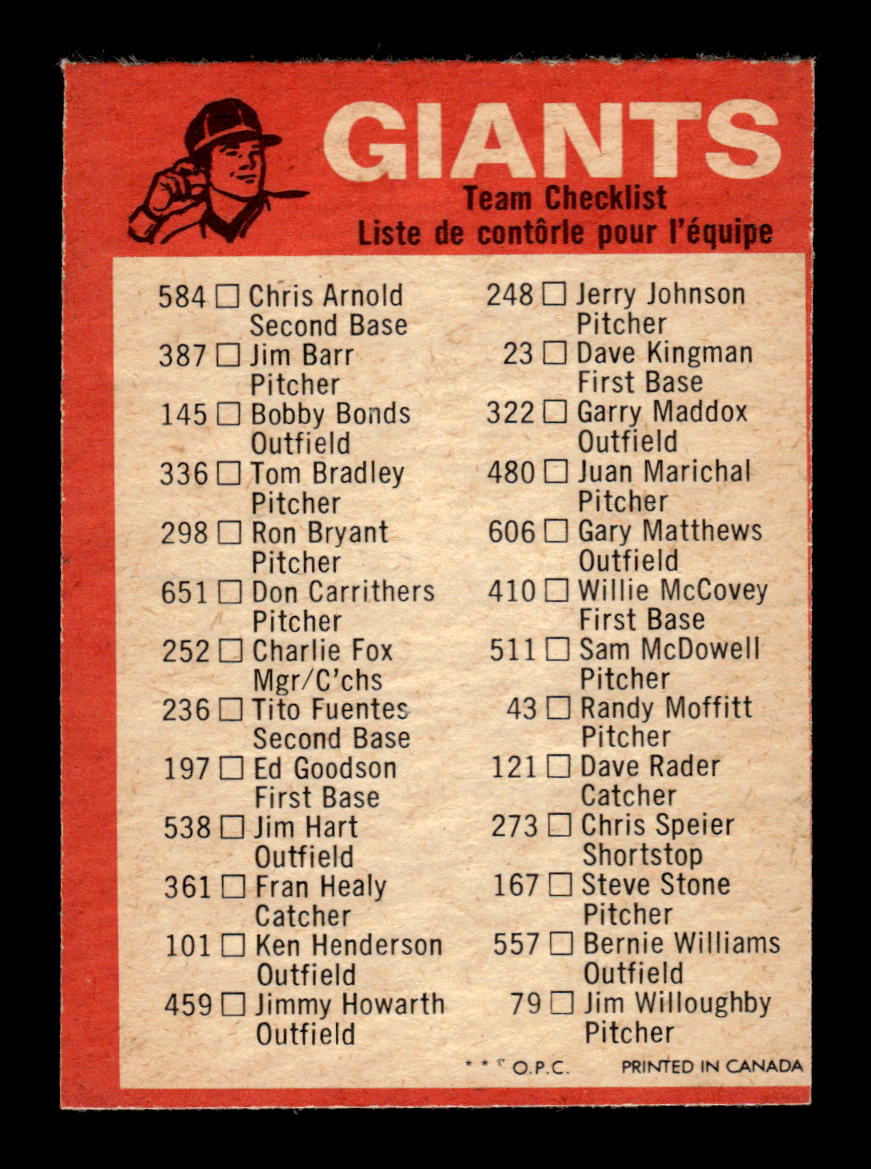 GIANTS
Team Checklist
Liste de contôrle pour l'équipe
584 □ Chris Arnold
Second Base
387 □ Jim Barr
Pitcher
145 □ Bobby Bonds
Outfield
336 □ Tom Bradley
Pitcher
298 □ Ron Bryant
Pitcher
651 □ Don Carrithers
Pitcher
252 □ Charlie Fox
Mgr/C'chs
236 □ Tito Fuentes
Second Base
197 □ Ed Goodson
First Base
538 □ Jim Hart
Outfield
361 □ Fran Healy
Catcher
101 □ Ken Henderson
Outfield
459 □ Jimmy Howarth
Outfield
248 □ Jerry Johnson
Pitcher
23 □ Dave Kingman
First Base
322 □ Garry Maddox
Outfield
480 □ Juan Marichal
Pitcher
606 □ Gary Matthews
Outfield
410 □ Willie McCovey
First Base
511 □ Sam McDowell
Pitcher
43 □ Randy Moffitt
Pitcher
121 □ Dave Rader
Catcher
273 □ Chris Speier
Shortstop
167 □ Steve Stone
Pitcher
557 □ Bernie Williams
Outfield
79 □ Jim Willoughby
Pitcher
* * © O.P.C. PRINTED IN CANADA